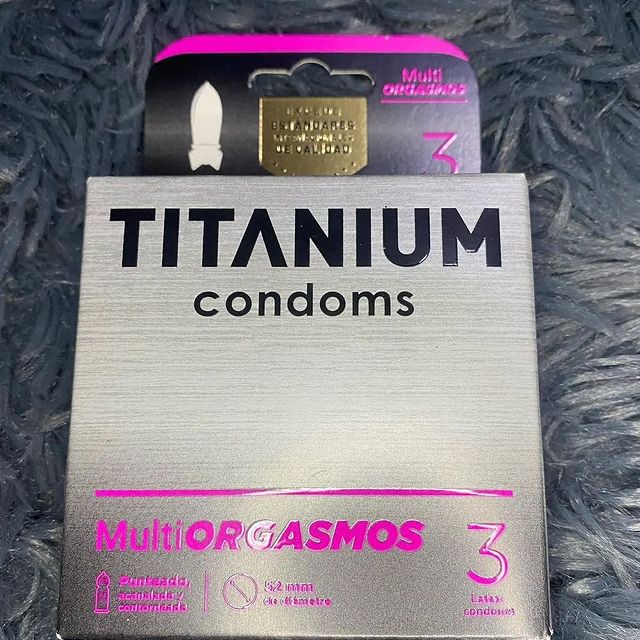 Multi
ORGASMOS
EXCEDE
ESTÁNDARES
DE CALIDAD
3
TITANIUM
condoms
MultiORGASMOS
3
Punteado,
acanalado /
contorneado
52 mm
de diámetro
Latex
condoms